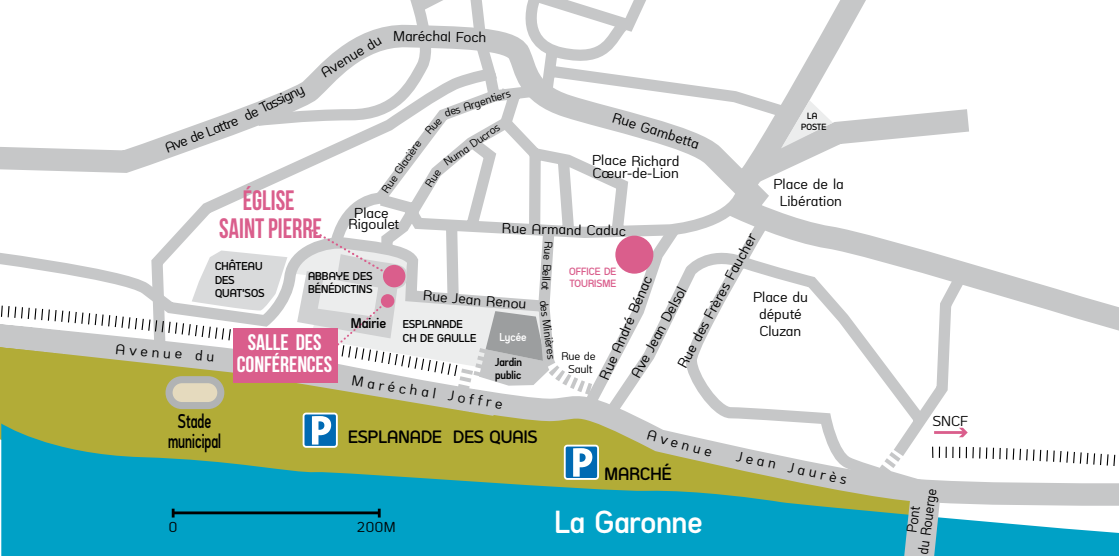 Avenue du Maréchal Foch
Ave de Lattre de Tassigny
Rue des Argentiers
Rue Glacière
Rue Numa Ducros
Rue Gambetta
LA
POSTE
Place Richard
Cœur-de-Lion
Place de la
Libération
ÉGLISE
SAINT PIERRE
Place
Rigoulet
Rue Armand Caduc
CHÂTEAU
DES
QUAT'SOS
ABBAYE DES
BÉNÉDICTINS
OFFICE DE
TOURISME
Rue Bellot des Minières
Rue André Bénac
Ave Jean Delsol
Rue des Frères Faucher
Rue Jean Renou
Place du
député
Cluzan
Mairie
ESPLANADE
CH DE GAULLE
Lycée
Jardin
public
Rue de
Sault
SALLE DES
CONFÉRENCES
Avenue du
Maréchal Joffre
Stade
municipal
P
ESPLANADE DES QUAIS
P
MARCHÉ
Avenue Jean Jaurès
SNCF
Pont
du Rouerge
0
200M
La Garonne